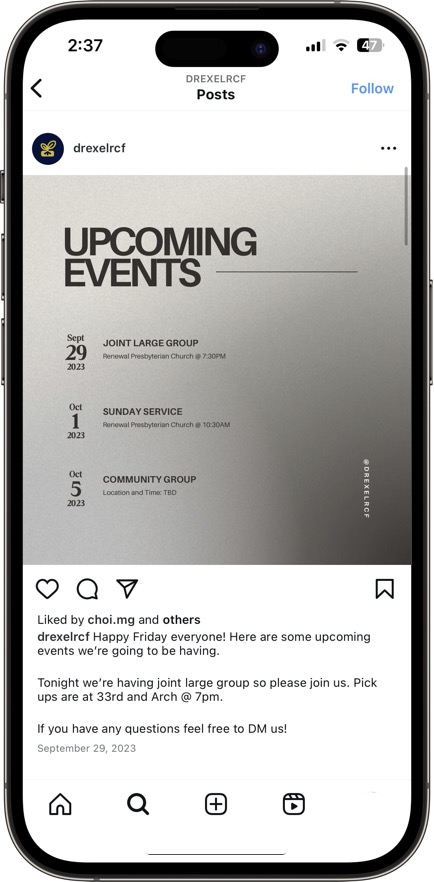 2:37
47
DREXELRCF
Posts
Follow
drexelrcf
UPCOMING
EVENTS
Sept
29
2023
JOINT LARGE GROUP
Renewal Presbyterian Church @ 7:30PM
Oct
1
2023
SUNDAY SERVICE
Renewal Presbyterian Church @ 10:30AM
Oct
5
2023
COMMUNITY GROUP
Location and Time: TBD
@DREXELRCF
Liked by choi.mg and others
drexelrcf Happy Friday everyone! Here are some upcoming
events we’re going to be having.
Tonight we’re having joint large group so please join us. Pick
ups are at 33rd and Arch @ 7pm.
If you have any questions feel free to DM us!
September 29, 2023